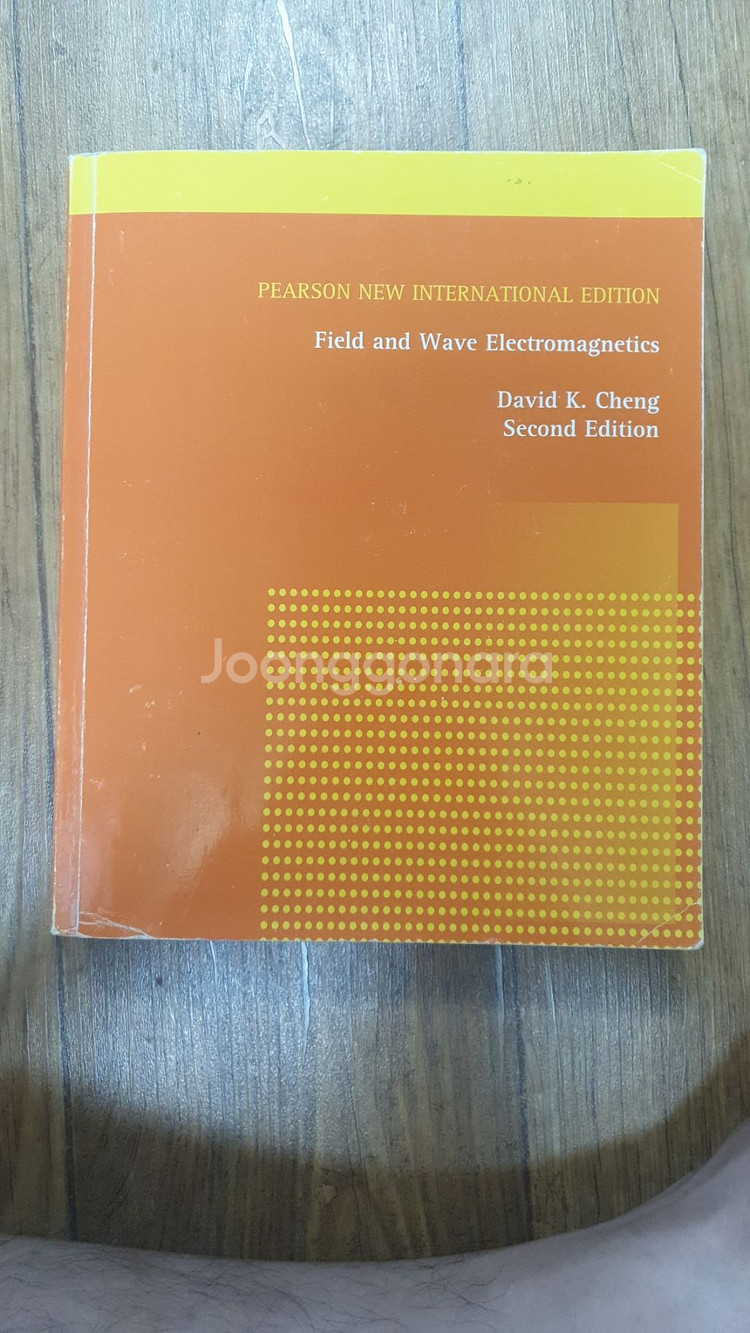 PEARSON NEW INTERNATIONAL EDITION
Field and Wave Electromagnetics
David K. Cheng
Second Edition
Joonggonara